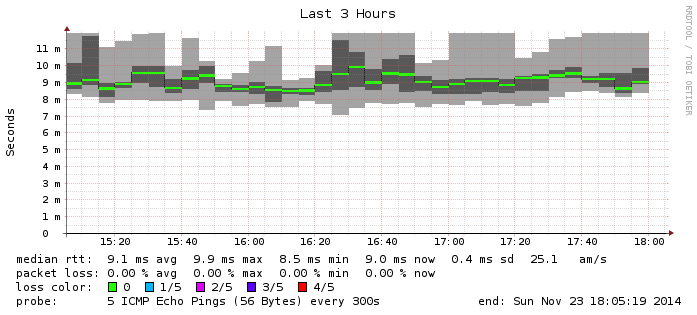 Last 3 Hours
RRDTOOL / TOBI OETIKER
Seconds
11 m
10 m
9 m
8 m
7 m
6 m
5 m
4 m
3 m
2 m
1 m
0
15:20 15:40 16:00 16:20 16:40 17:00 17:20 17:40 18:00
median rtt: 9.1 ms avg 9.9 ms max 8.5 ms min 9.0 ms now 0.4 ms sd 25.1 am/s
packet loss: 0.00 % avg 0.00 % max 0.00 % min 0.00 % now
loss color: 0 1/5 2/5 3/5 4/5
probe: 5 ICMP Echo Pings (56 Bytes) every 300s end: Sun Nov 23 18:05:19 2014